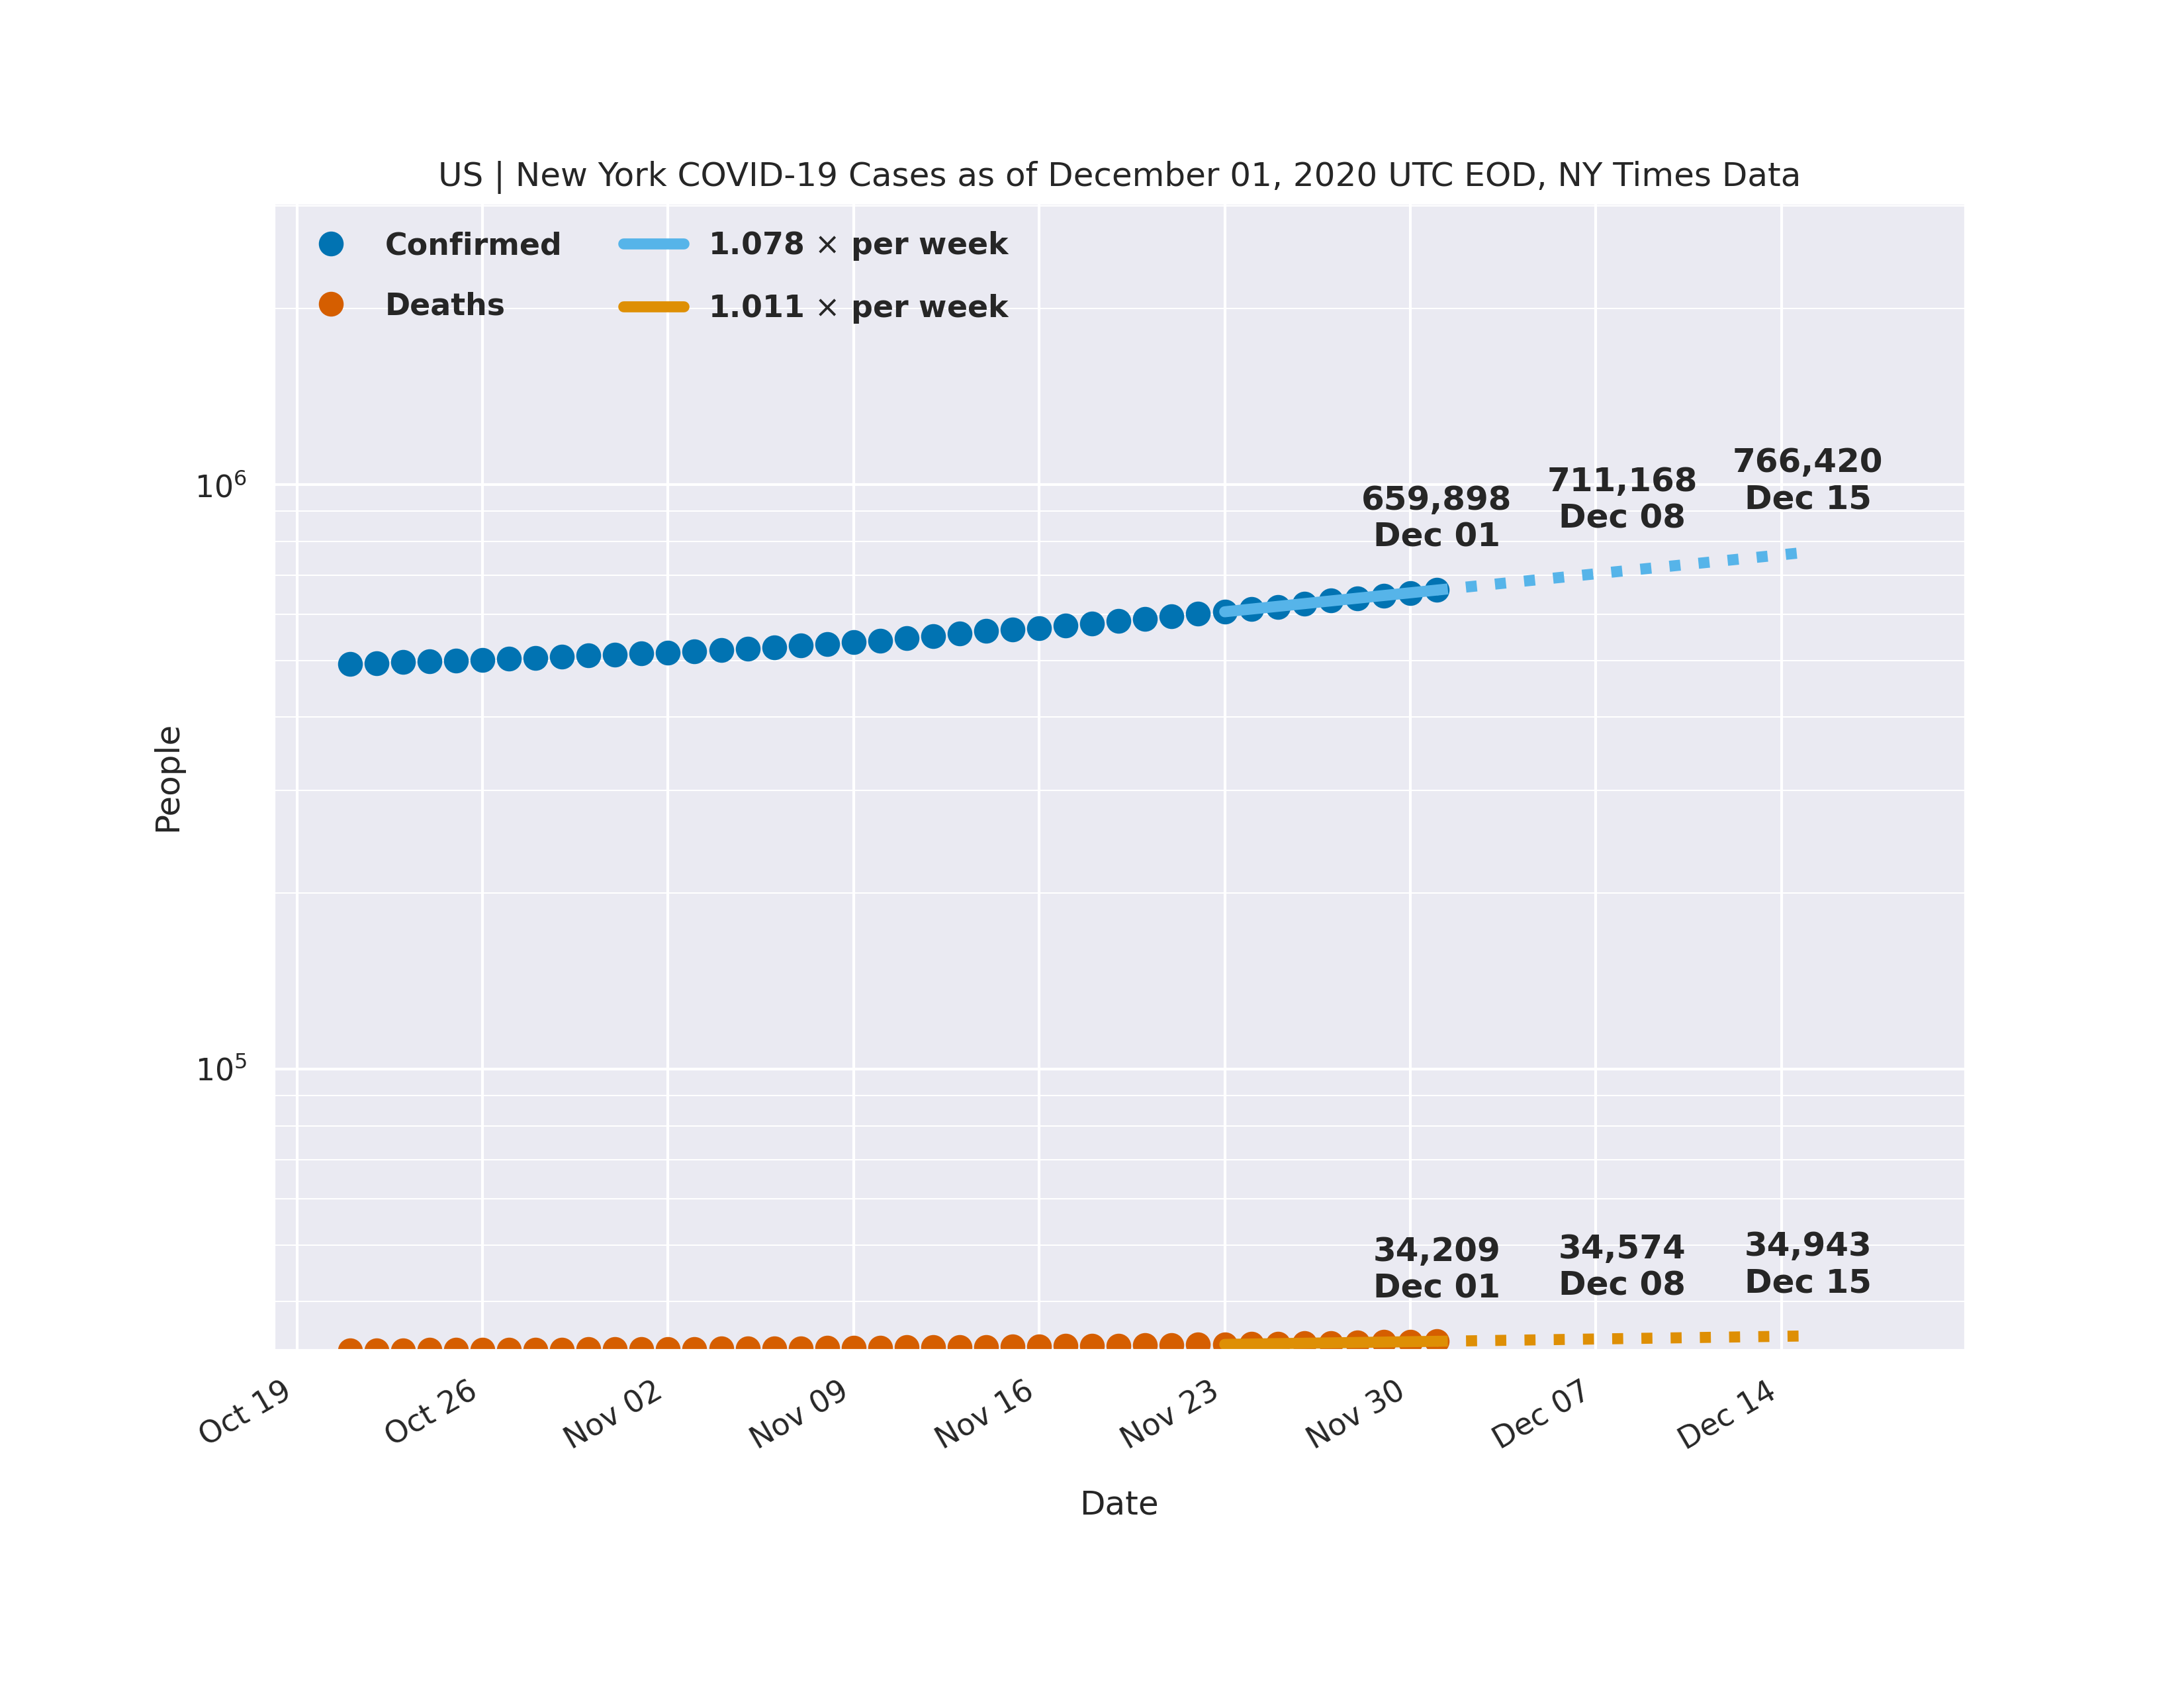 US | New York COVID-19 Cases as of December 01, 2020 UTC EOD, NY Times Data
Confirmed
Deaths
1.078 × per week
1.011 × per week
People
10⁶
10⁵
659,898
Dec 01
711,168
Dec 08
766,420
Dec 15
34,209
Dec 01
34,574
Dec 08
34,943
Dec 15
Oct 19
Oct 26
Nov 02
Nov 09
Nov 16
Nov 23
Nov 30
Dec 07
Dec 14
Date